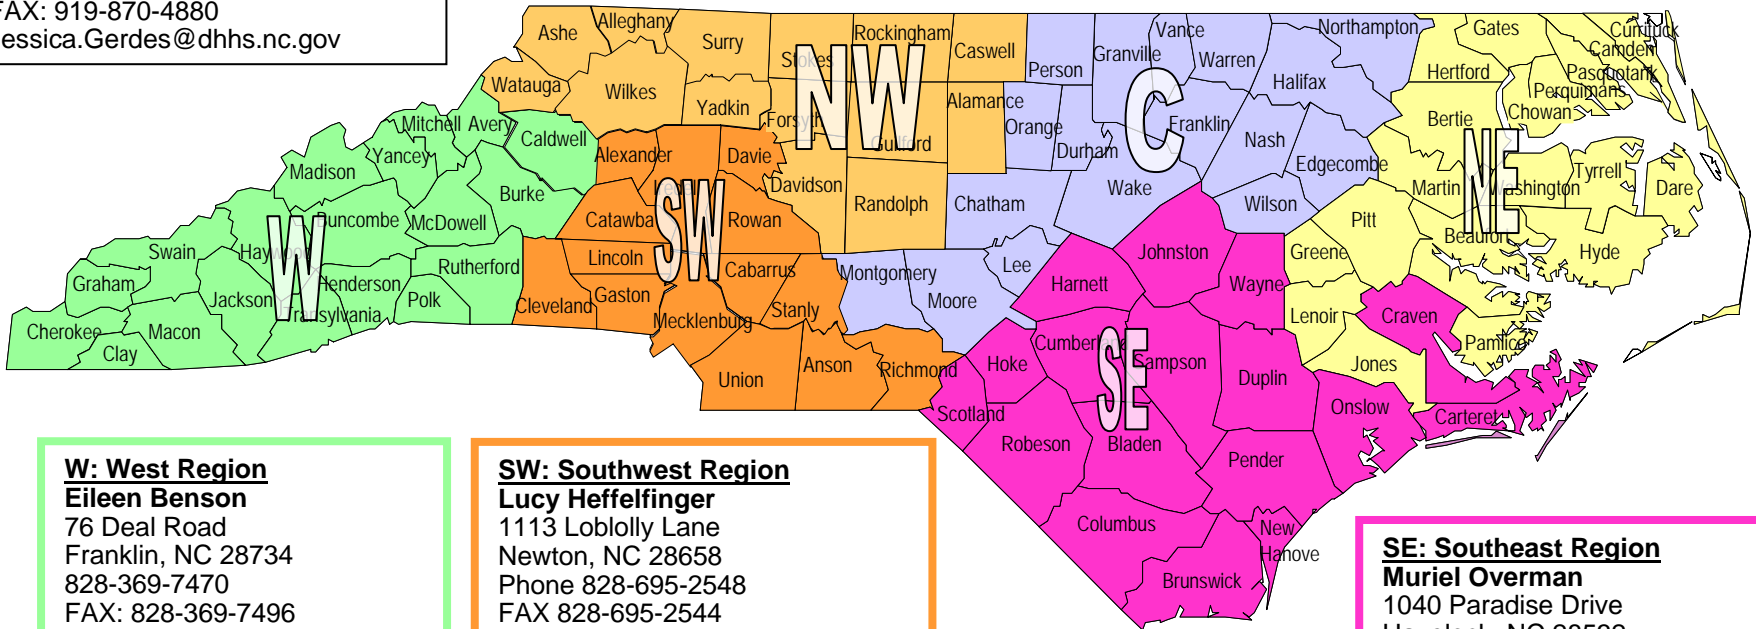 FAX: 919-870-4880
essica.Gerdes@dhhs.nc.gov
Ashe
Alleghany
Surry
Stokes
Rockingham
Caswell
Person
Granville
Vance
Warren
Northampton
Gates
Currituck
Camden
Pasquotank
Perquimans
Chowan
Hertford
Halifax
Watauga
Wilkes
Yadkin
Forsyth
Guilford
Alamance
Orange
Durham
Franklin
Nash
Edgecombe
Bertie
Martin
Washington
Tyrrell
Dare
NW
C
NE
Mitchell
Avery
Caldwell
Alexander
Davie
Davidson
Randolph
Chatham
Wake
Wilson
Pitt
Beaufort
Hyde
Madison
Yancey
Burke
Catawba
Rowan
SW
Buncombe
McDowell
Swain
Haywood
W
Rutherford
Lincoln
Cabarrus
Montgomery
Moore
Lee
Harnett
Johnston
Wayne
Greene
Graham
Jackson
Henderson
Polk
Transylvania
Cleveland
Gaston
Mecklenburg
Stanly
Lenoir
Craven
Pamlico
Jones
Cherokee
Clay
Macon
Union
Anson
Richmond
Hoke
Cumberland
Sampson
SE
Duplin
Onslow
Carteret
Scotland
Robeson
Bladen
Pender
Columbus
New
Hanove
Brunswick
W: West Region
Eileen Benson
76 Deal Road
Franklin, NC 28734
828-369-7470
FAX: 828-369-7496
SW: Southwest Region
Lucy Heffelfinger
1113 Loblolly Lane
Newton, NC 28658
Phone 828-695-2548
FAX 828-695-2544
SE: Southeast Region
Muriel Overman
1040 Paradise Drive